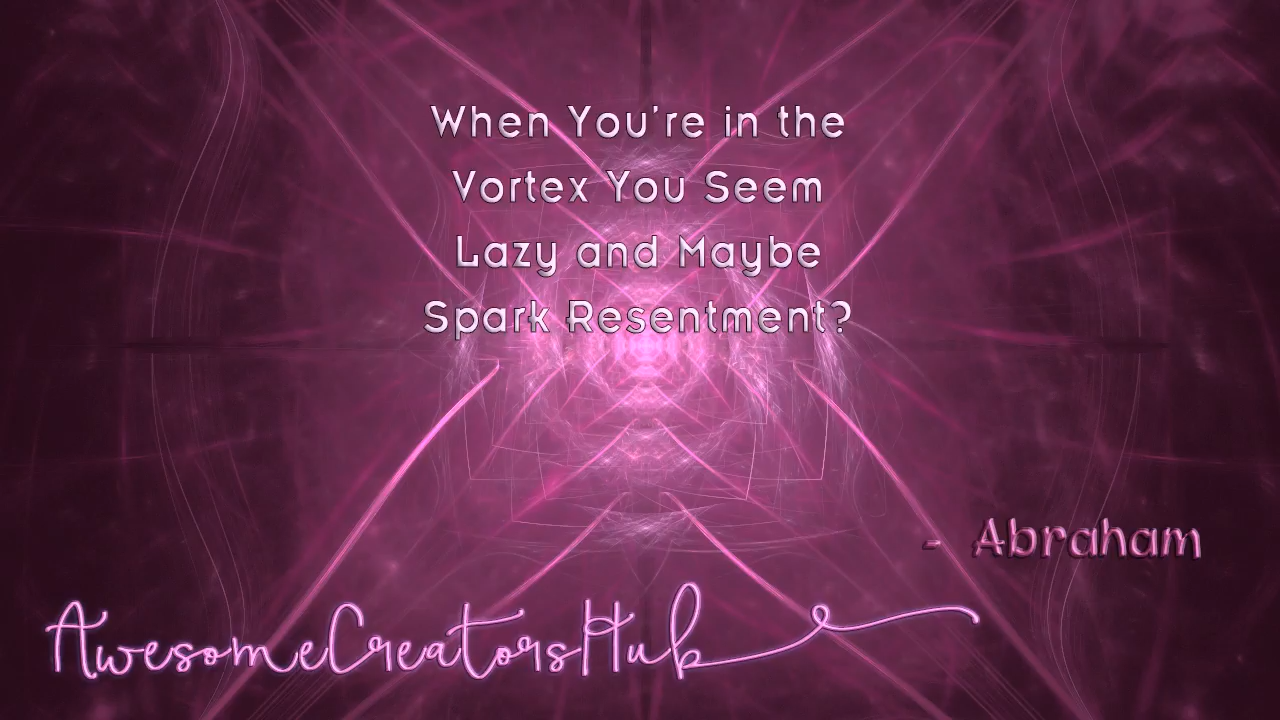 When You're in the
Vortex You Seem
Lazy and Maybe
Spark Resentment?
- Abraham
AwesomeCreatorsHub